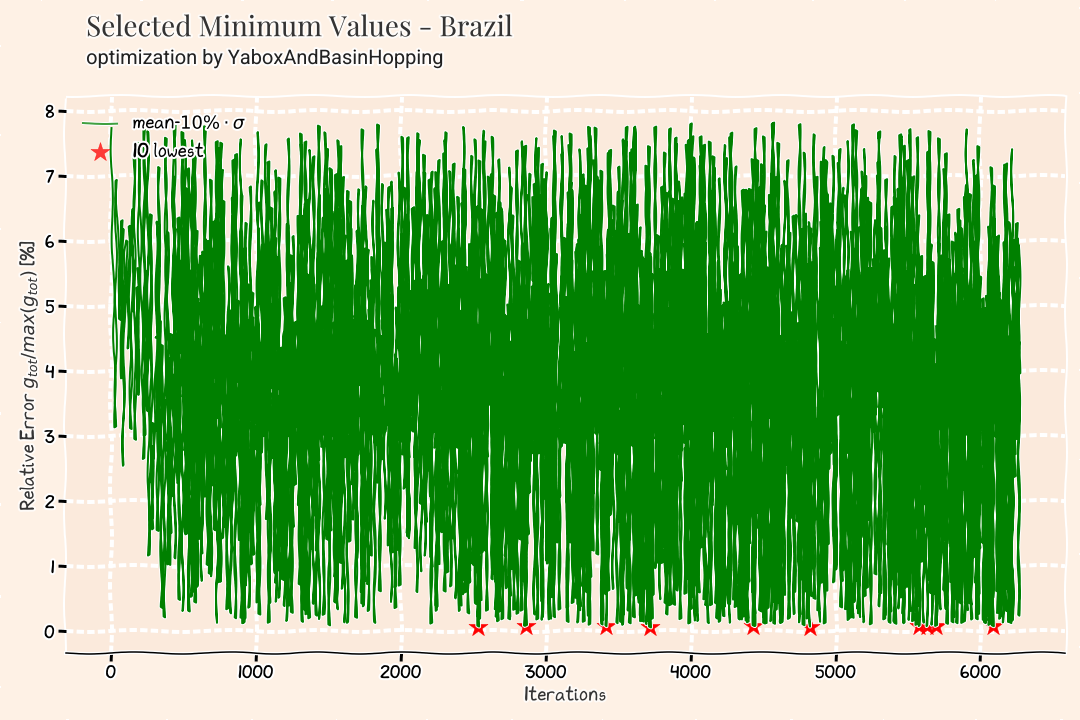 Selected Minimum Values - Brazil
optimization by YaboxAndBasinHopping
mean-10% · σ
10 lowest
8
7
6
5
4
3
2
1
0
Relative Error g_tot/max(g_tot) [%]
0 1000 2000 3000 4000 5000 6000
Iterations